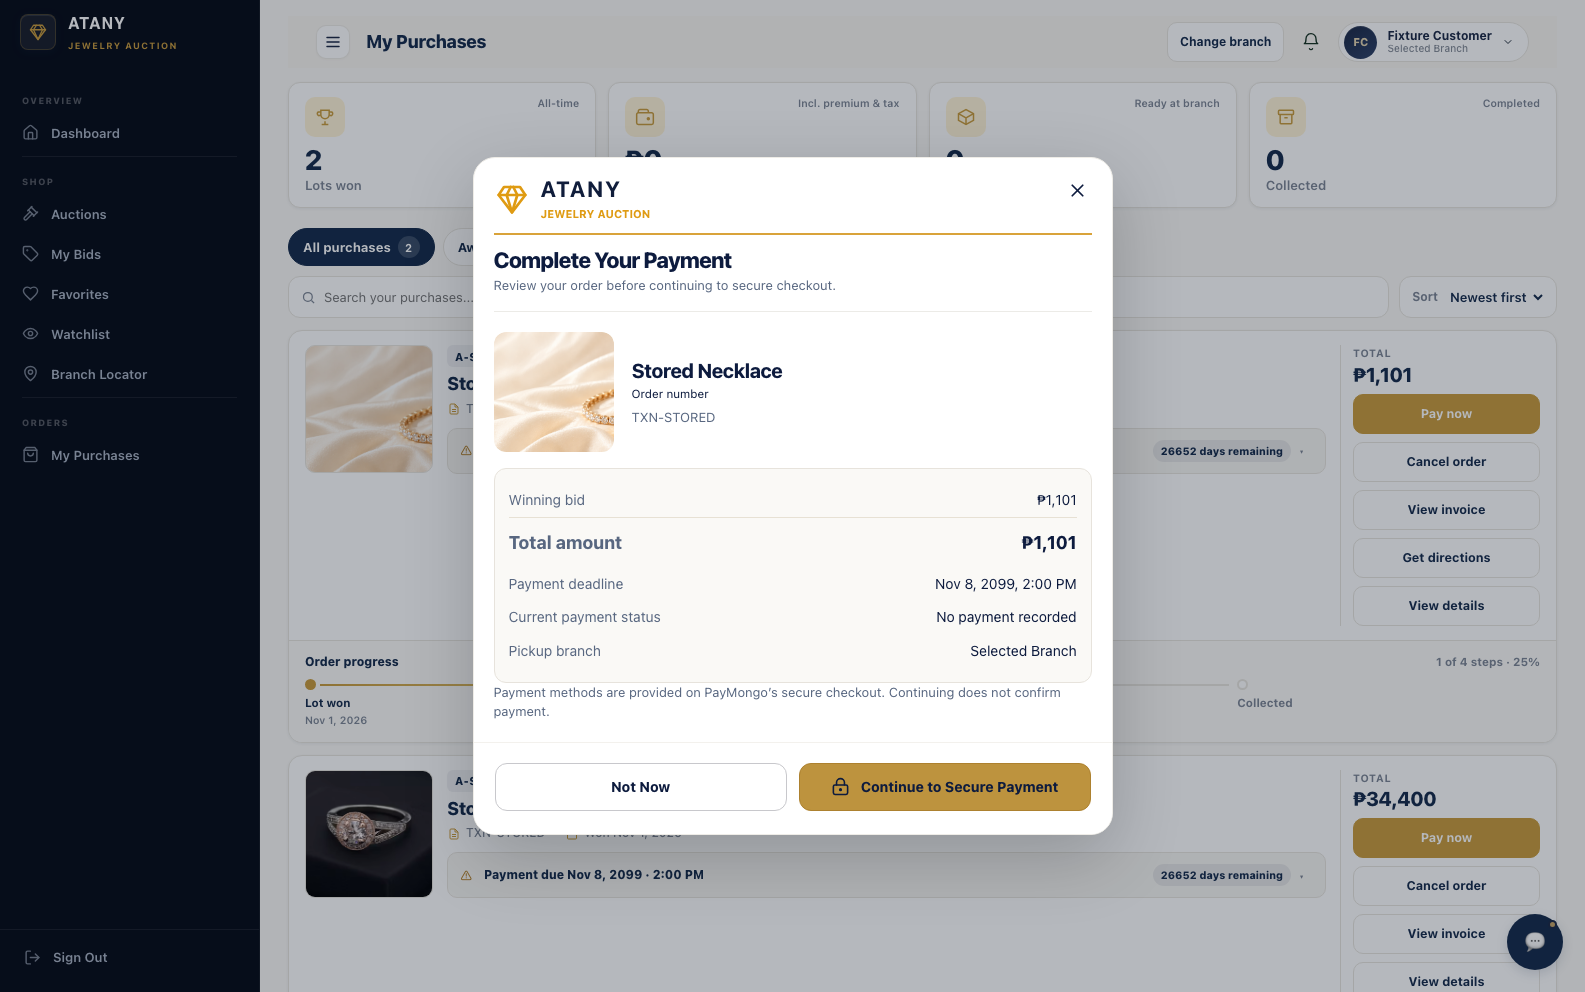 ATANY
JEWELRY AUCTION
OVERVIEW
Dashboard
SHOP
Auctions
My Bids
Favorites
Watchlist
Branch Locator
ORDERS
My Purchases
Sign Out
My Purchases
Change branch
FC
Fixture Customer
Selected Branch
All-time
2
Lots won
Incl. premium & tax
₱0
Ready at branch
0
Completed
0
Collected
All purchases 2
Search your purchases...
Sort Newest first
TOTAL
₱1,101
Pay now
Cancel order
View invoice
Get directions
View details
26652 days remaining
Order progress
1 of 4 steps · 25%
Lot won
Nov 1, 2026
Collected
ATANY
JEWELRY AUCTION
Complete Your Payment
Review your order before continuing to secure checkout.
Stored Necklace
Order number
TXN-STORED
Winning bid ₱1,101
Total amount ₱1,101
Payment deadline Nov 8, 2099, 2:00 PM
Current payment status No payment recorded
Pickup branch Selected Branch
Payment methods are provided on PayMongo's secure checkout. Continuing does not confirm
payment.
Not Now
Continue to Secure Payment
Payment due Nov 8, 2099 · 2:00 PM
26652 days remaining
TOTAL
₱34,400
Pay now
Cancel order
View invoice
View details